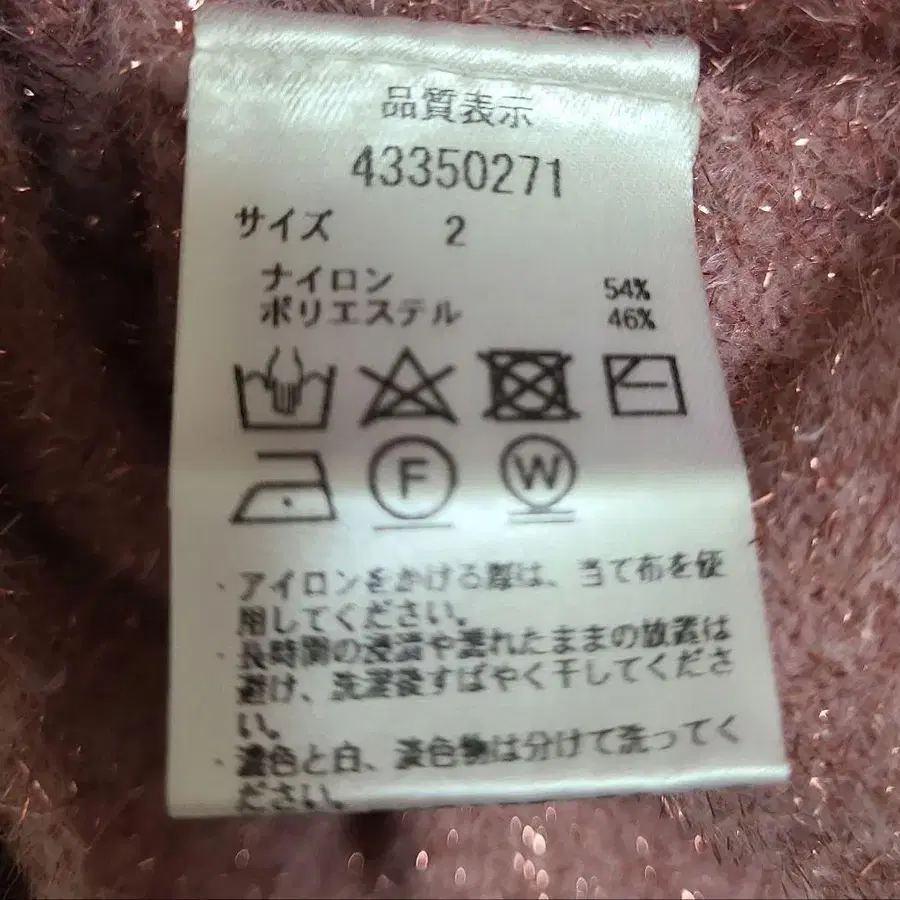 品質表示
43350271
サイズ 2
ナイロン 54%
ポリエステル 46%
F W
・アイロンをかける際は、当て布を使
用してください。
・長時間の浸漬や濡れたままの放置は
避け、洗濯後すばやく干してくださ
い。
・濃色と白、淡色物は分けて洗ってく
ださい。